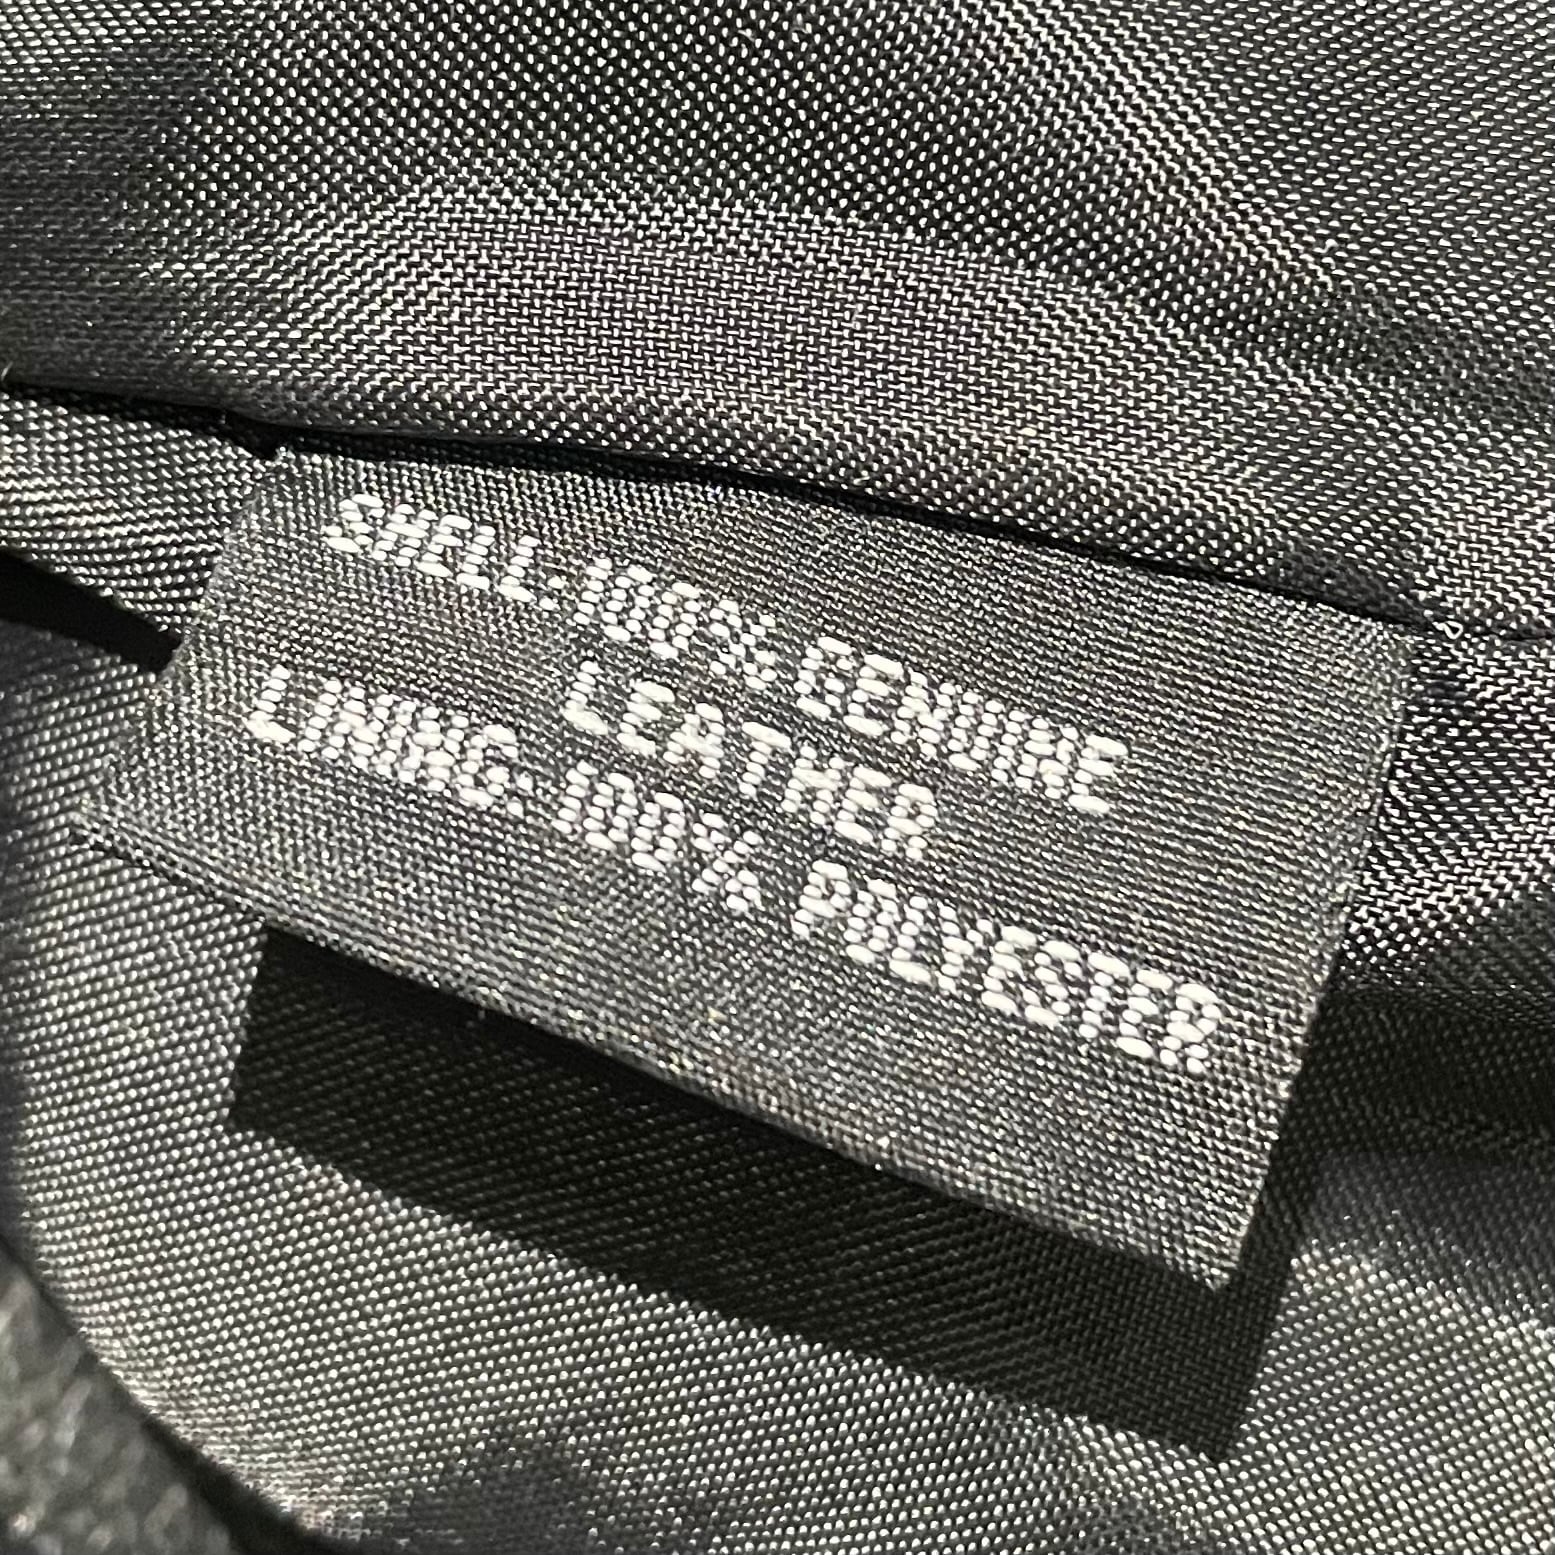 SHELL:100% GENUINE
LEATHER
LINING: 100% POLYESTER